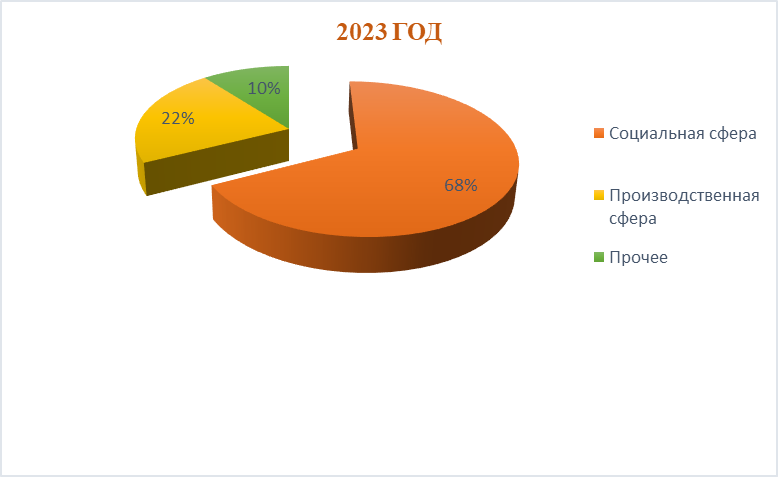 2023 ГОД
10%
22%
68%
Социальная сфера
Производственная
сфера
Прочее